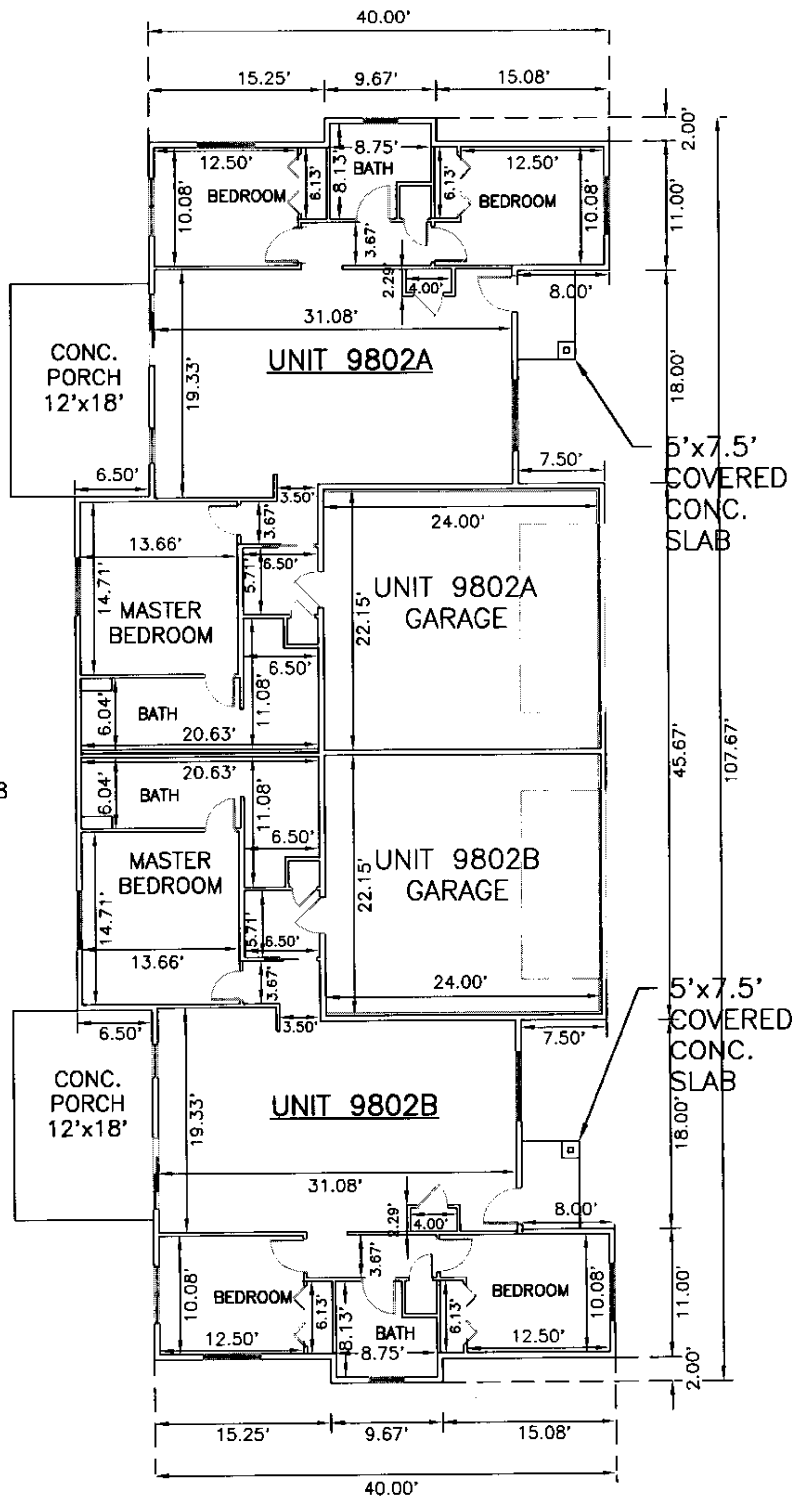 40.00'
15.25' 9.67' 15.08'
2.00'
12.50' 8.75' 12.50'
BATH
8.13'
6.13' 6.13'
10.08' BEDROOM BEDROOM 10.08'
11.00'
3.67'
2.29' 4.00' 8.00'
31.08'
UNIT 9802A
CONC.
PORCH
12'x18'
19.33'
18.00'
5'x7.5'
COVERED
CONC.
SLAB
6.50' 3.50' 7.50'
24.00'
3.67'
13.66' 6.50'
5.71'
14.71'
MASTER
BEDROOM
UNIT 9802A
GARAGE
22.15'
6.50'
11.08'
6.04' BATH
20.63'
45.67'
107.67'
20.63'
B
6.04' BATH
11.08'
6.50'
MASTER
BEDROOM
UNIT 9802B
GARAGE
22.15'
14.71'
5.71' 6.50'
13.66'
3.67'
24.00'
5'x7.5'
COVERED
CONC.
SLAB
6.50' 3.50' 7.50'
CONC.
PORCH
12'x18'
19.33'
UNIT 9802B
18.00'
31.08'
2.29' 4.00' 8.00'
3.67'
10.08' BEDROOM BEDROOM 10.08'
11.00'
6.13' 6.13'
8.13'
BATH
12.50' 8.75' 12.50'
2.00'
15.25' 9.67' 15.08'
40.00'